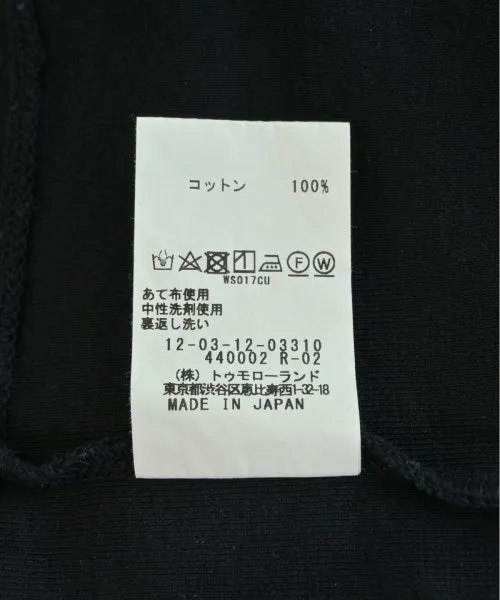 コットン 100%
F W
WS017CU
あて布使用
中性洗剤使用
裏返し洗い
12-03-12-03310
440002 R-02
(株) トゥモローランド
東京都渋谷区恵比寿西1-32-18
MADE IN JAPAN